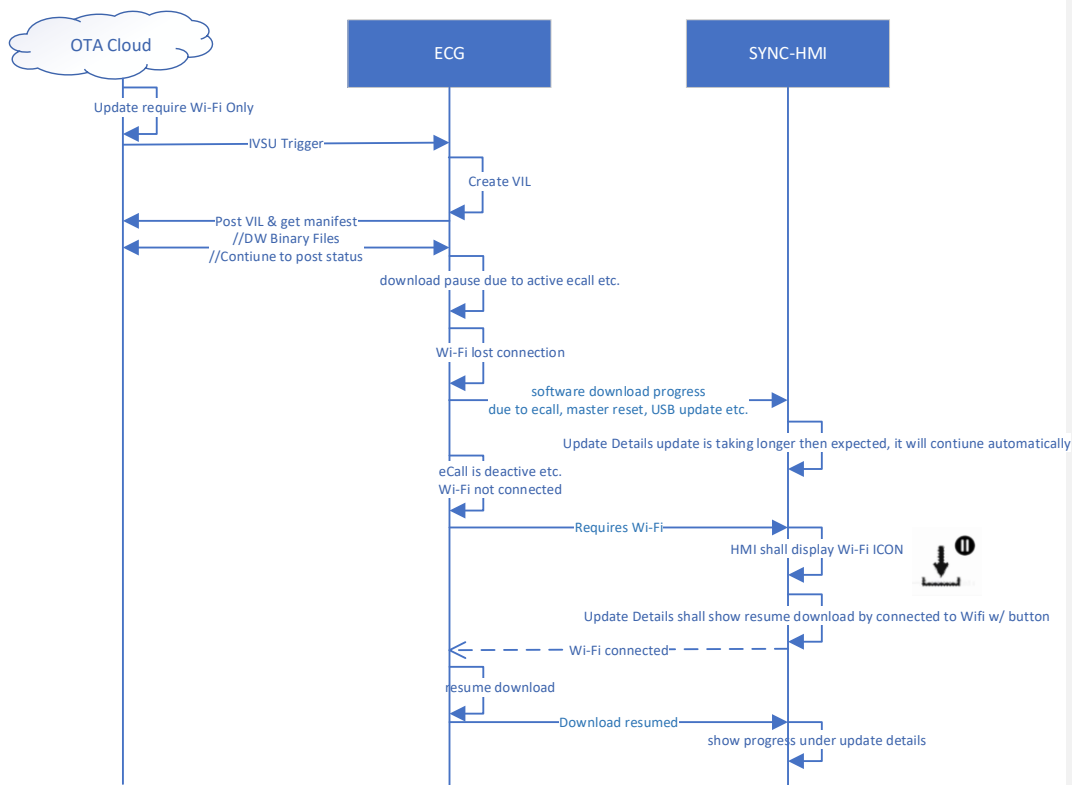 OTA Cloud
ECG
SYNC-HMI
Update require Wi-Fi Only
IVSU Trigger
Create VIL
Post VIL & get manifest
//DW Binary Files
//Contiune to post status
download pause due to active ecall etc.
Wi-Fi lost connection
software download progress
due to ecall, master reset, USB update etc.
Update Details update is taking longer then expected, it will contiune automatically
eCall is deactive etc.
Wi-Fi not connected
Requires Wi-Fi
HMI shall display Wi-Fi ICON
Update Details shall show resume download by connected to Wifi w/ button
Wi-Fi connected
resume download
Download resumed
show progress under update details